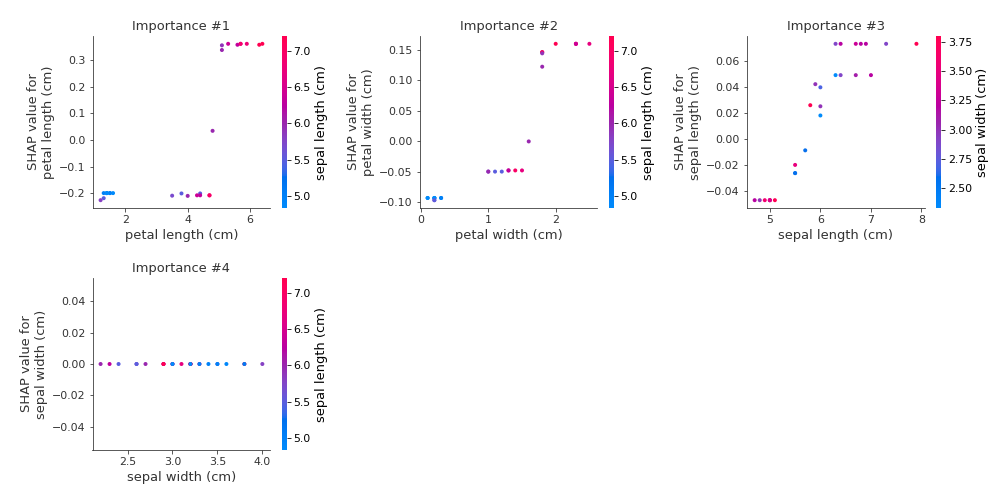 Importance #1
SHAP value for
petal length (cm)
0.3
0.2
0.1
0.0
−0.1
−0.2
2
4
6
petal length (cm)
7.0
6.5
6.0
5.5
5.0
sepal length (cm)
Importance #2
SHAP value for
petal width (cm)
0.15
0.10
0.05
0.00
−0.05
−0.10
0
1
2
petal width (cm)
7.0
6.5
6.0
5.5
5.0
sepal length (cm)
Importance #3
SHAP value for
sepal length (cm)
0.06
0.04
0.02
0.00
−0.02
−0.04
5
6
7
8
sepal length (cm)
3.75
3.50
3.25
3.00
2.75
2.50
sepal width (cm)
Importance #4
SHAP value for
sepal width (cm)
0.04
0.02
0.00
−0.02
−0.04
2.5
3.0
3.5
4.0
sepal width (cm)
7.0
6.5
6.0
5.5
5.0
sepal length (cm)